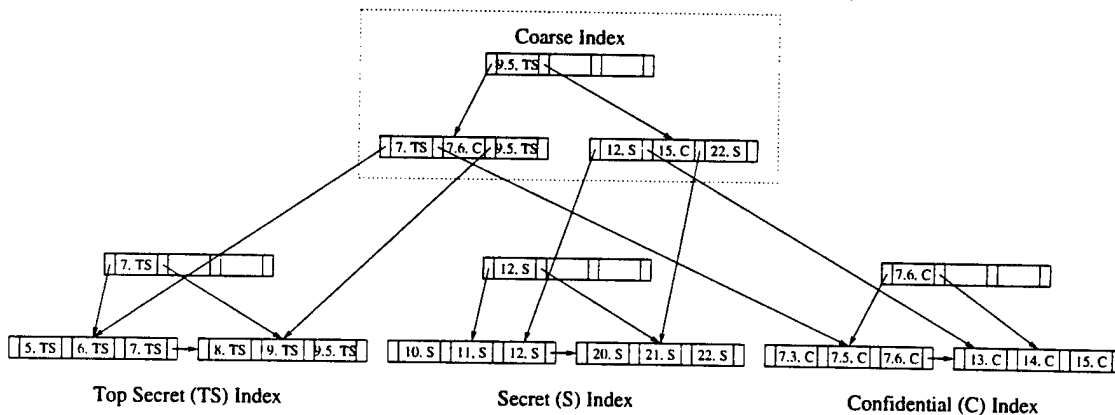 Coarse Index
9.5. TS
7. TS 7.6. C 9.5. TS
12. S 15. C 22. S
7. TS
12. S
7.6. C
5. TS 6. TS 7. TS
8. TS 9. TS 9.5. TS
10. S 11. S 12. S
20. S 21. S 22. S
7.3. C 7.5. C 7.6. C
13. C 14. C 15. C
Top Secret (TS) Index
Secret (S) Index
Confidential (C) Index